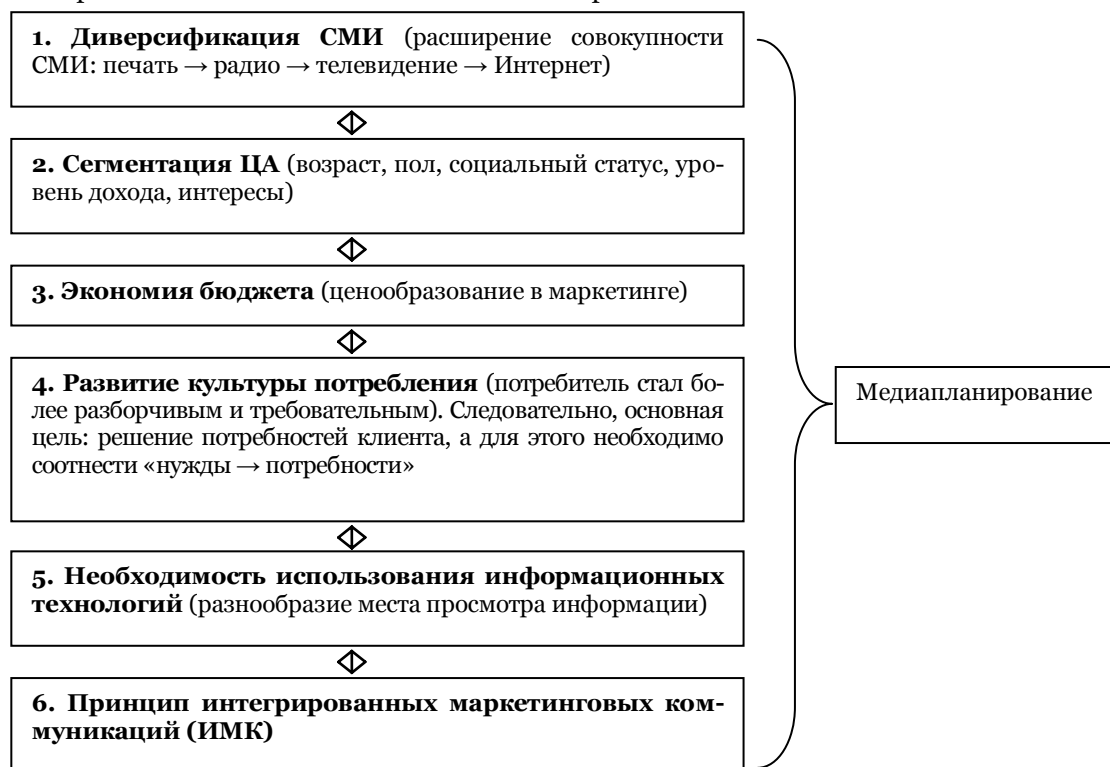 1. Диверсификация СМИ (расширение совокупности
СМИ: печать → радио → телевидение → Интернет)
2. Сегментация ЦА (возраст, пол, социальный статус, уро-
вень дохода, интересы)
3. Экономия бюджета (ценообразование в маркетинге)
4. Развитие культуры потребления (потребитель стал бо-
лее разборчивым и требовательным). Следовательно, основная
цель: решение потребностей клиента, а для этого необходимо
соотнести «нужды → потребности»
5. Необходимость использования информационных
технологий (разнообразие места просмотра информации)
6. Принцип интегрированных маркетинговых ком-
муникаций (ИМК)
Медиапланирование